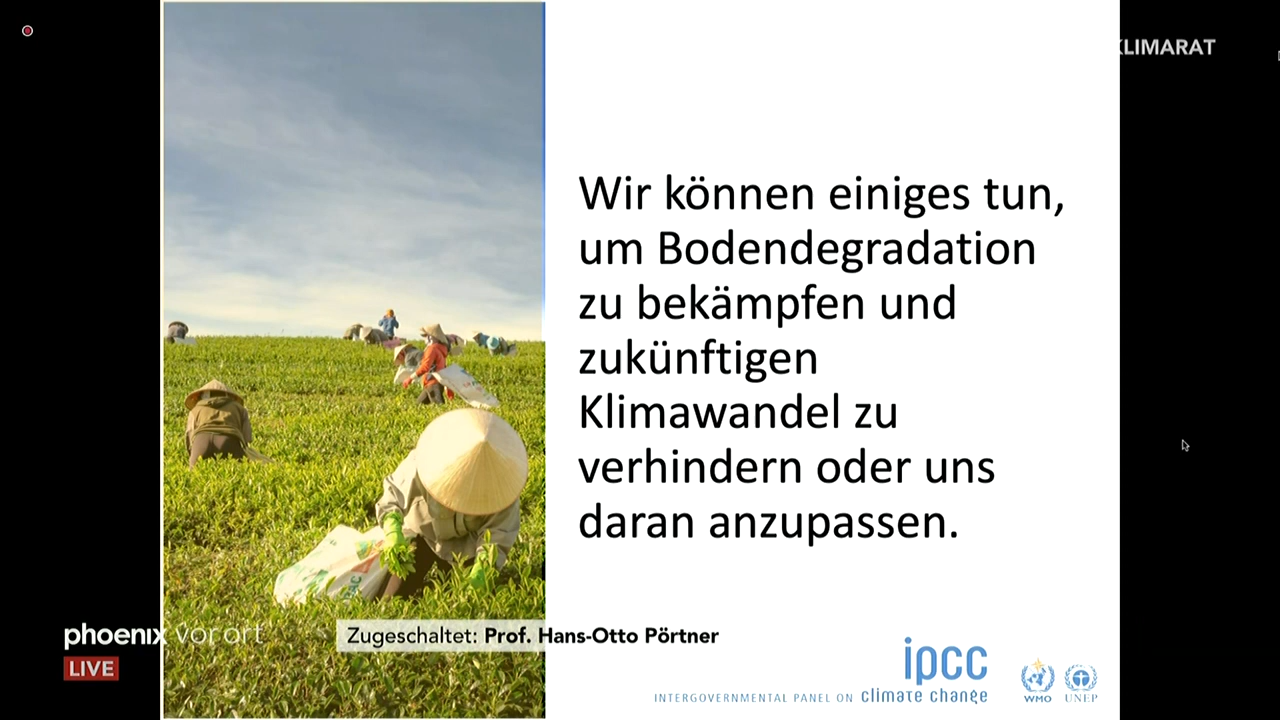 KLIMARAT
Wir können einiges tun,
um Bodendegradation
zu bekämpfen und
zukünftigen
Klimawandel zu
verhindern oder uns
daran anzupassen.
phoenix vor ort
LIVE
Zugeschaltet: Prof. Hans-Otto Pörtner
ipcc
INTERGOVERNMENTAL PANEL ON climate change
WMO
UNEP